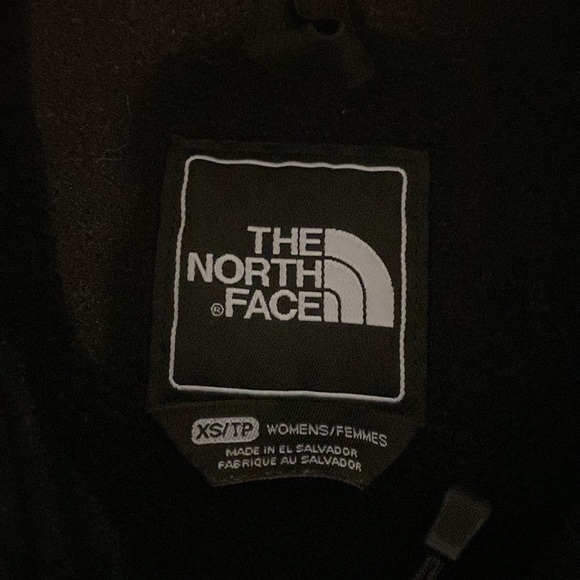 THE
NORTH
®FACE
XS/TP WOMENS/FEMMES
MADE IN EL SALVADOR
FABRIQUE AU SALVADOR